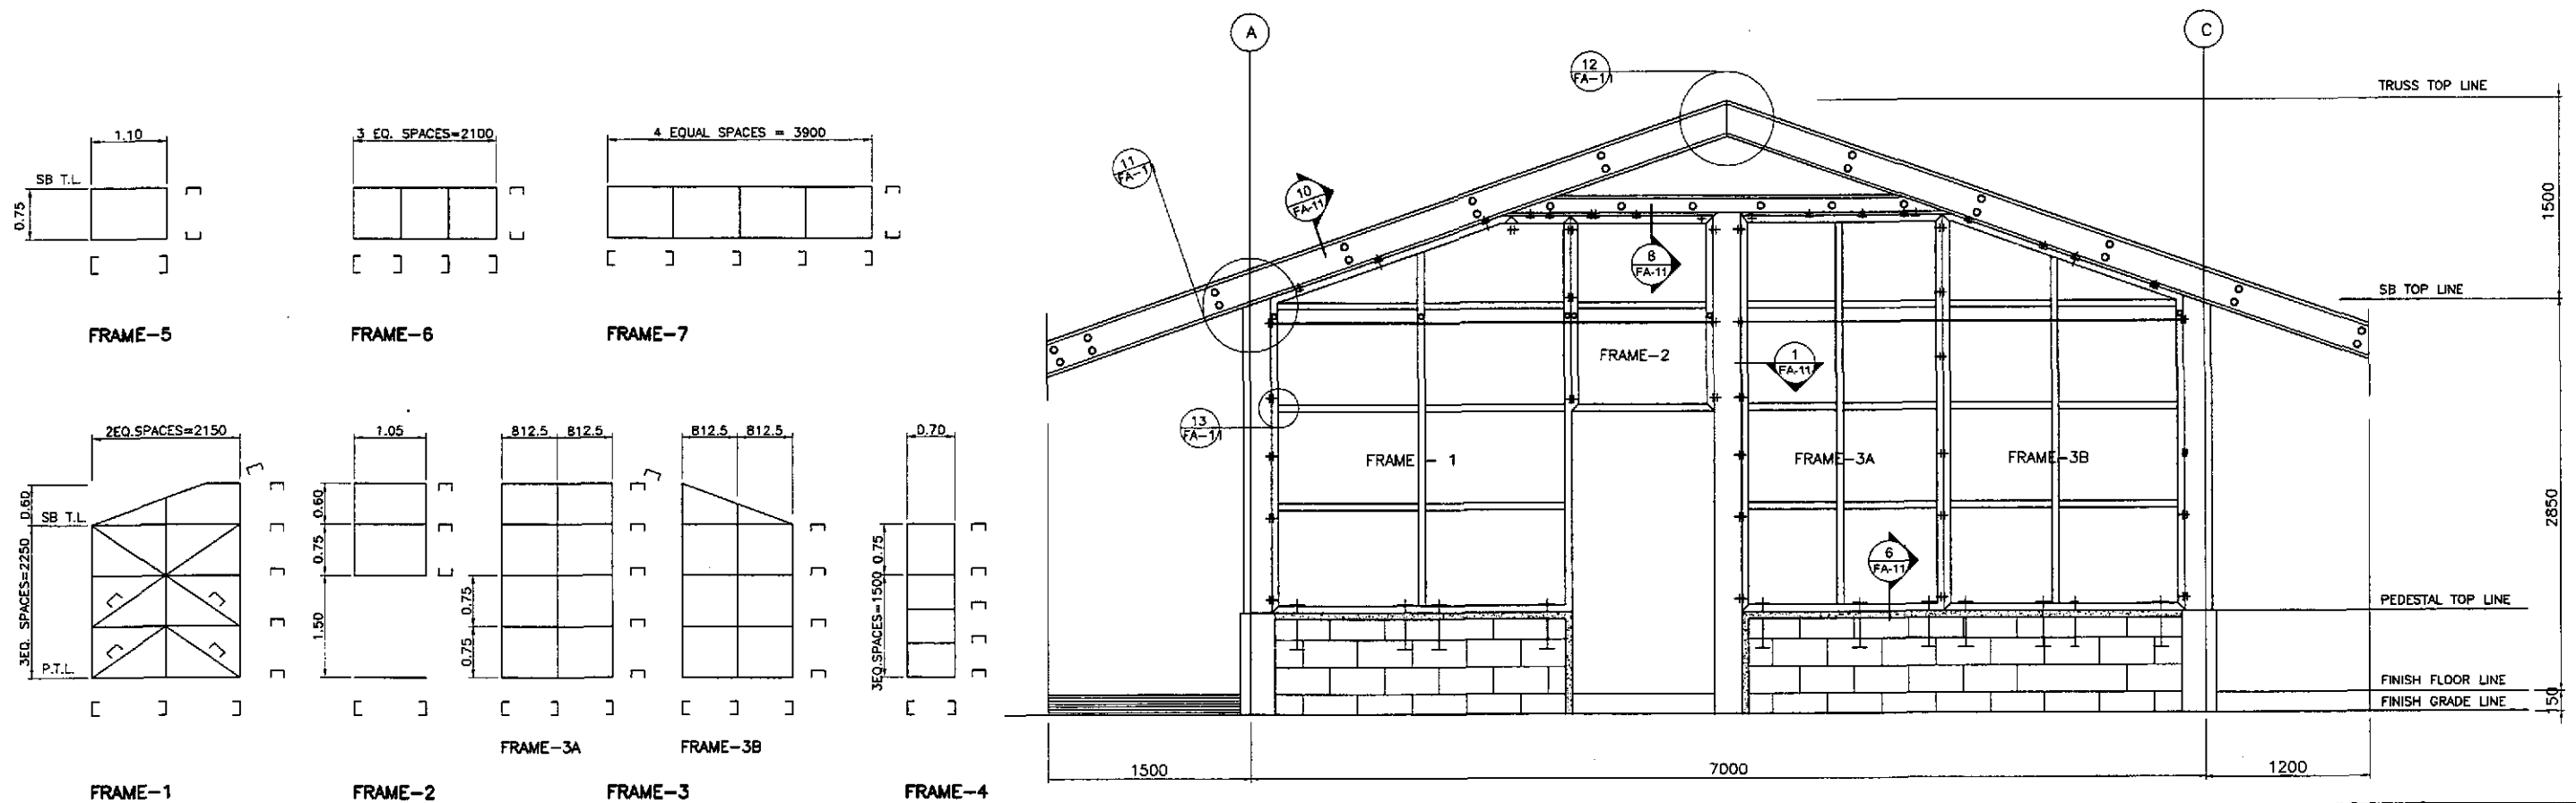 1.10
SB T.L.
0.75
FRAME-5
3 EQ. SPACES=2100
FRAME-6
4 EQUAL SPACES = 3900
FRAME-7
2EQ.SPACES=2150
0.60
SB T.L.
3EQ. SPACES=2250
P.T.L.
FRAME-1
1.05
0.60
0.75
1.50
FRAME-2
812.5 812.5
0.75
0.75
FRAME-3A
812.5 812.5
FRAME-3B
FRAME-3
0.70
0.75
3EQ.SPACES=1500
FRAME-4
A
C
12
FA-11
11
FA-11
10
FA-11
8
FA-11
1
FA-11
13
FA-11
6
FA-11
FRAME - 1
FRAME-2
FRAME-3A
FRAME-3B
TRUSS TOP LINE
SB TOP LINE
PEDESTAL TOP LINE
FINISH FLOOR LINE
FINISH GRADE LINE
1500
2850
150
1500
7000
1200